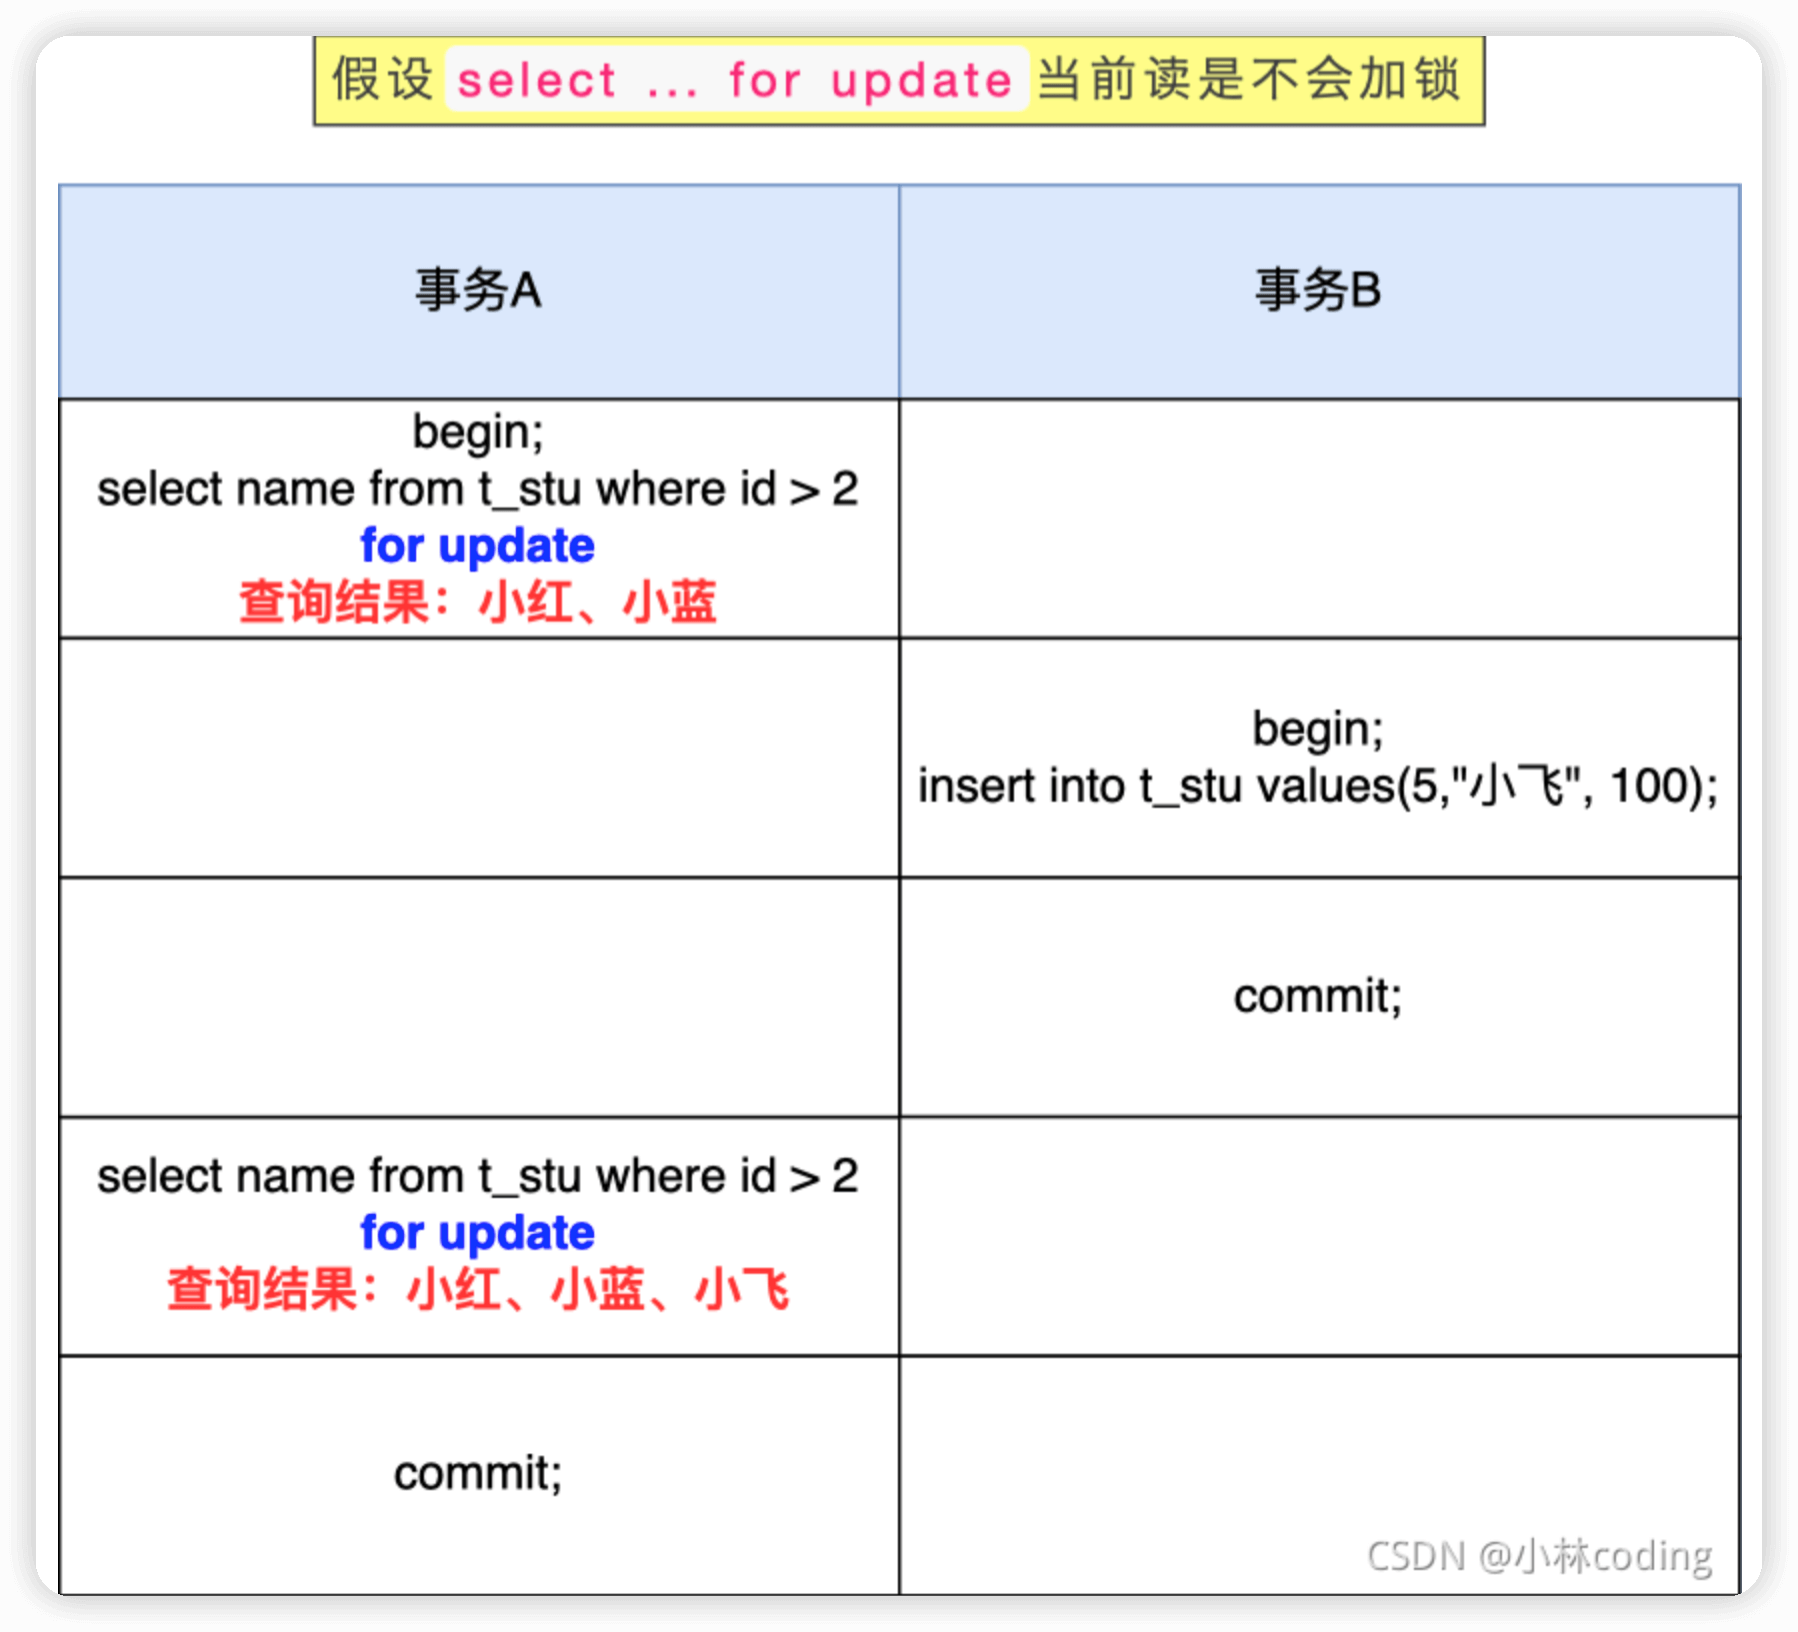 假设 select ... for update 当前读是不会加锁
事务A
事务B
begin;
select name from t_stu where id > 2
for update
查询结果：小红、小蓝
begin;
insert into t_stu values(5,"小飞", 100);
commit;
select name from t_stu where id > 2
for update
查询结果：小红、小蓝、小飞
commit;
CSDN @小林coding